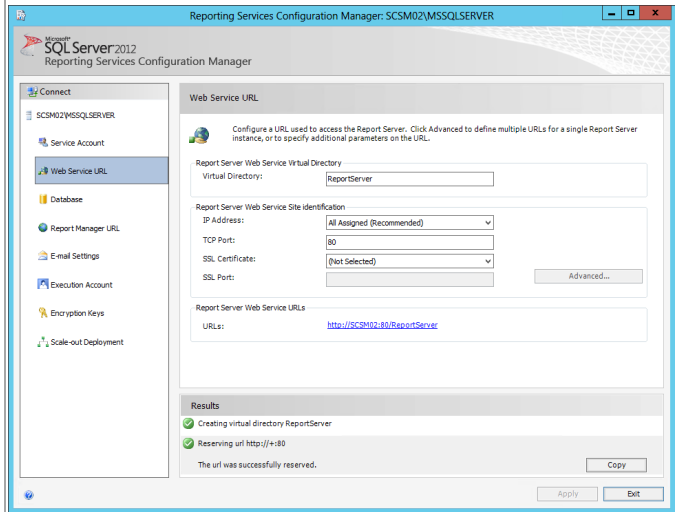 Reporting Services Configuration Manager: SCSM02\MSSQLSERVER
Microsoft®
SQL Server 2012
Reporting Services Configuration Manager
Connect
SCSM02\MSSQLSERVER
Service Account
Web Service URL
Database
Report Manager URL
E-mail Settings
Execution Account
Encryption Keys
Scale-out Deployment
Web Service URL
Configure a URL used to access the Report Server. Click Advanced to define multiple URLs for a single Report Server
instance, or to specify additional parameters on the URL.
Report Server Web Service Virtual Directory
Virtual Directory: ReportServer
Report Server Web Service Site identification
IP Address: All Assigned (Recommended)
TCP Port: 80
SSL Certificate: (Not Selected)
SSL Port:
Advanced...
Report Server Web Service URLs
URLs: http://SCSM02:80/ReportServer
Results
Creating virtual directory ReportServer
Reserving url http://+:80
The url was successfully reserved.
Copy
Apply Exit